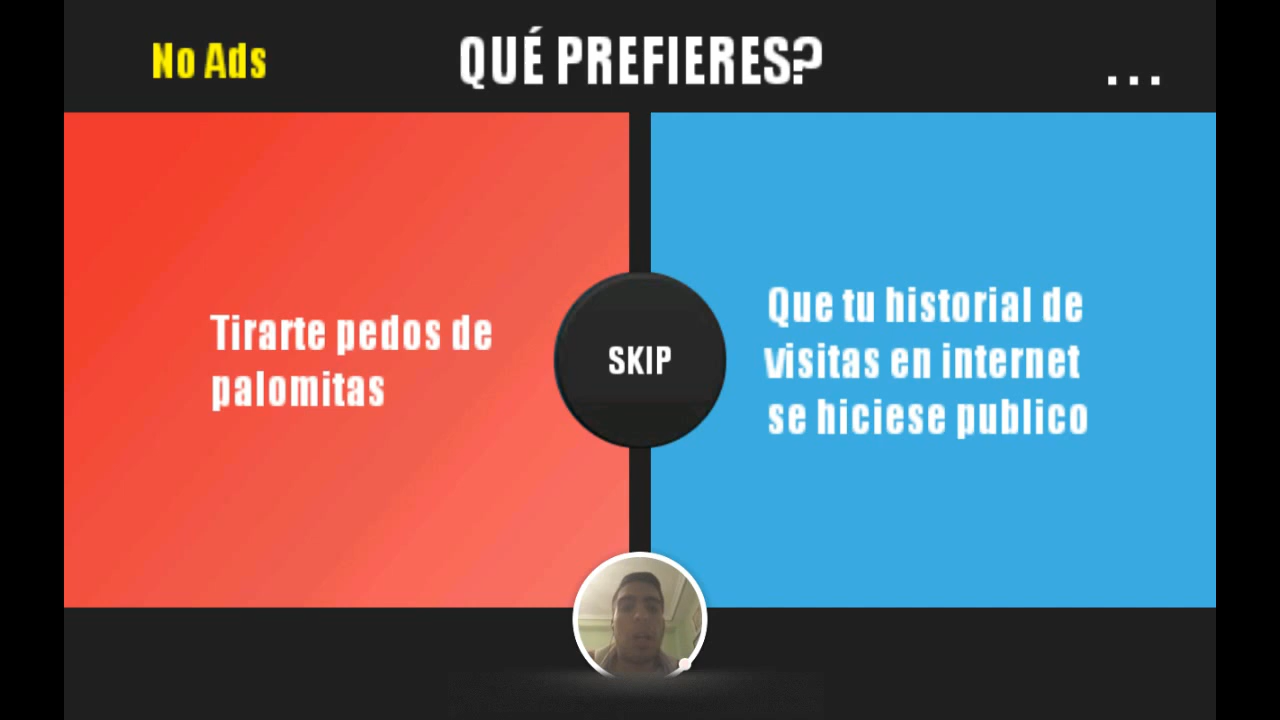 No Ads
QUÉ PREFIERES?
...
Tirarte pedos de
palomitas
SKIP
Que tu historial de
visitas en internet
se hiciese publico